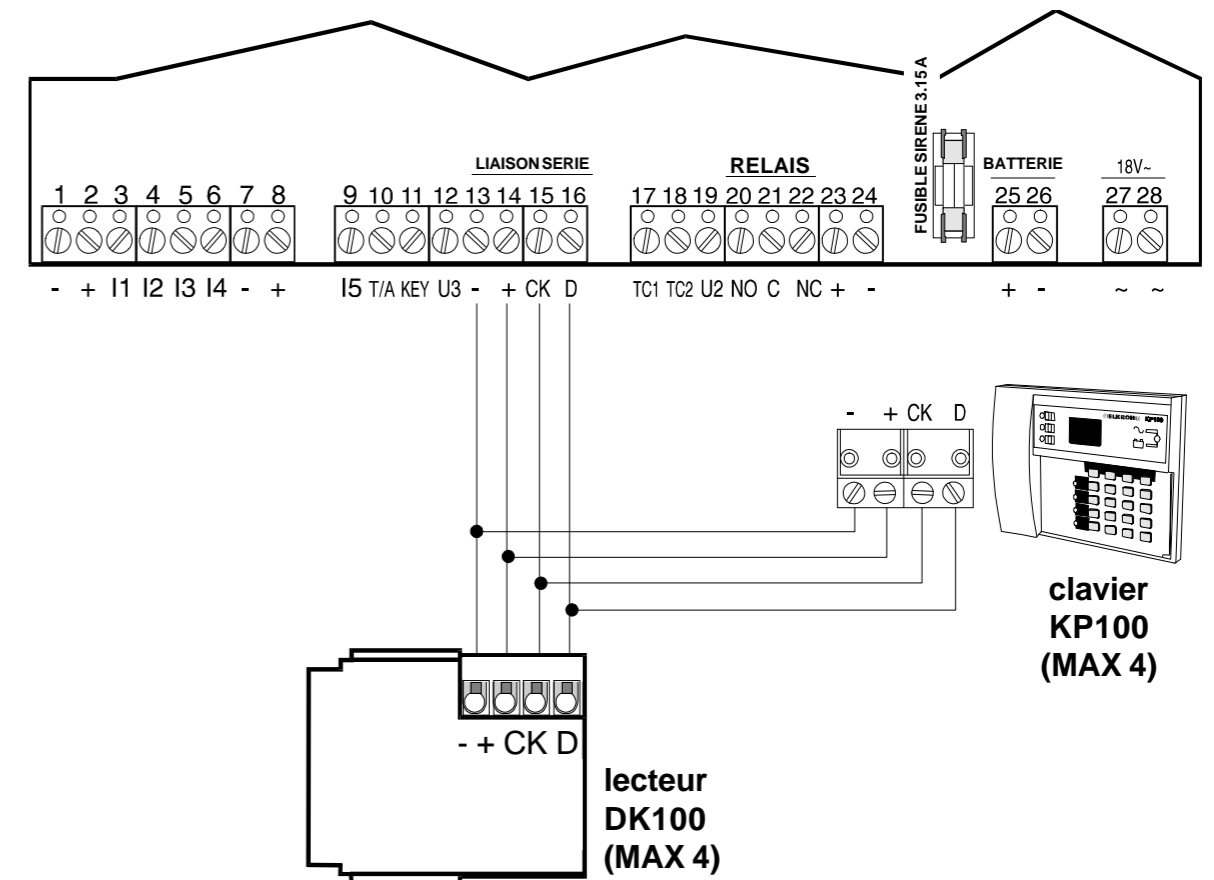 FUSIBLE SIRENE 3.15 A
LIAISON SERIE
RELAIS
BATTERIE
18V~
1 2 3 4 5 6 7 8 9 10 11 12 13 14 15 16 17 18 19 20 21 22 23 24 25 26 27 28
- + I1 I2 I3 I4 - + I5 T/A KEY U3 - + CK D TC1 TC2 U2 NO C NC + - + - ~ ~
- + CK D
ELKRON KP100
clavier
KP100
(MAX 4)
- + CK D
lecteur
DK100
(MAX 4)